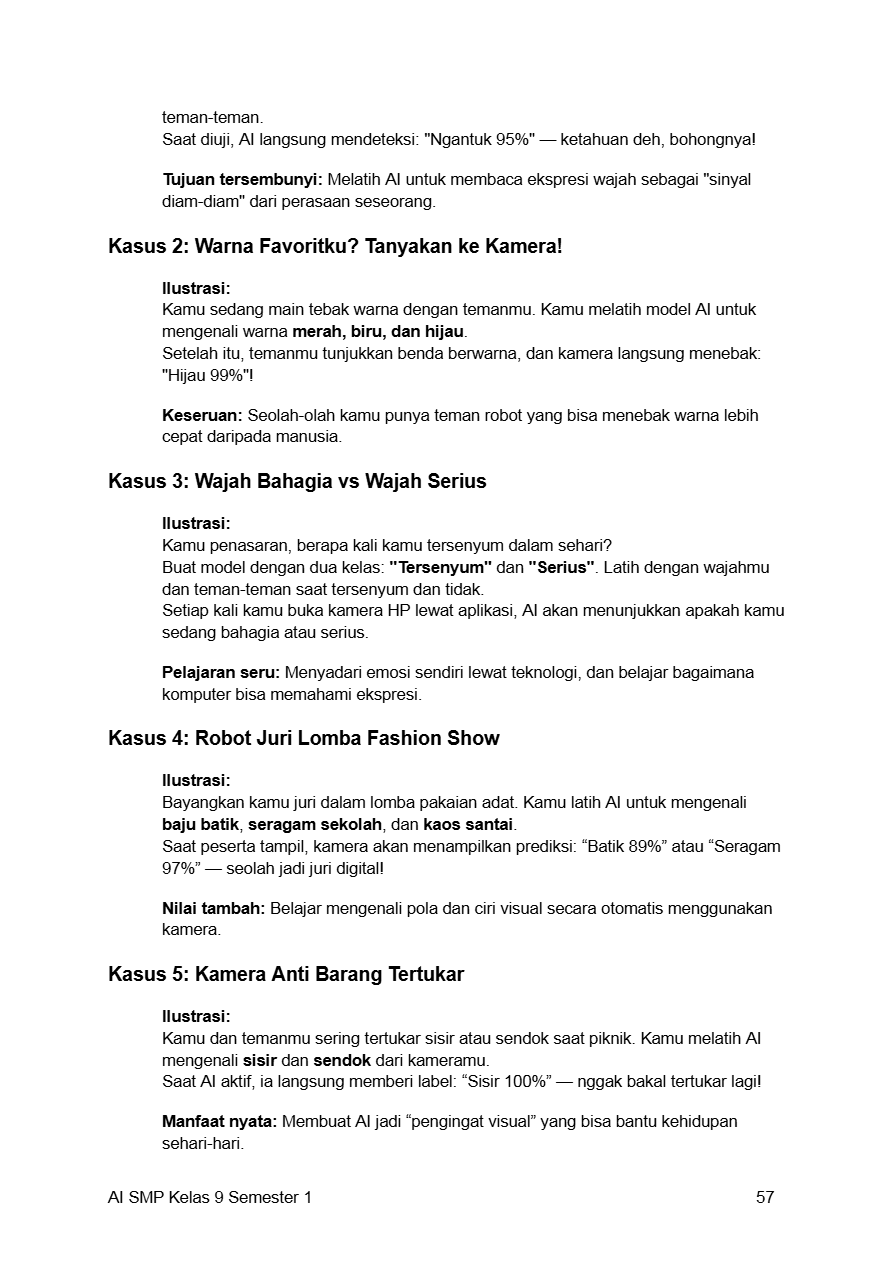 teman-teman.
Saat diuji, AI langsung mendeteksi: "Ngantuk 95%" — ketahuan deh, bohongnya!
Tujuan tersembunyi: Melatih AI untuk membaca ekspresi wajah sebagai "sinyal
diam-diam" dari perasaan seseorang.
Kasus 2: Warna Favoritku? Tanyakan ke Kamera!
Ilustrasi:
Kamu sedang main tebak warna dengan temanmu. Kamu melatih model AI untuk
mengenali warna merah, biru, dan hijau.
Setelah itu, temanmu tunjukkan benda berwarna, dan kamera langsung menebak:
"Hijau 99%"!
Keseruan: Seolah-olah kamu punya teman robot yang bisa menebak warna lebih
cepat daripada manusia.
Kasus 3: Wajah Bahagia vs Wajah Serius
Ilustrasi:
Kamu penasaran, berapa kali kamu tersenyum dalam sehari?
Buat model dengan dua kelas: "Tersenyum" dan "Serius". Latih dengan wajahmu
dan teman-teman saat tersenyum dan tidak.
Setiap kali kamu buka kamera HP lewat aplikasi, AI akan menunjukkan apakah kamu
sedang bahagia atau serius.
Pelajaran seru: Menyadari emosi sendiri lewat teknologi, dan belajar bagaimana
komputer bisa memahami ekspresi.
Kasus 4: Robot Juri Lomba Fashion Show
Ilustrasi:
Bayangkan kamu juri dalam lomba pakaian adat. Kamu latih AI untuk mengenali
baju batik, seragam sekolah, dan kaos santai.
Saat peserta tampil, kamera akan menampilkan prediksi: “Batik 89%” atau “Seragam
97%” — seolah jadi juri digital!
Nilai tambah: Belajar mengenali pola dan ciri visual secara otomatis menggunakan
kamera.
Kasus 5: Kamera Anti Barang Tertukar
Ilustrasi:
Kamu dan temanmu sering tertukar sisir atau sendok saat piknik. Kamu melatih AI
mengenali sisir dan sendok dari kameramu.
Saat AI aktif, ia langsung memberi label: “Sisir 100%” — nggak bakal tertukar lagi!
Manfaat nyata: Membuat AI jadi “pengingat visual” yang bisa bantu kehidupan
sehari-hari.
AI SMP Kelas 9 Semester 1 57